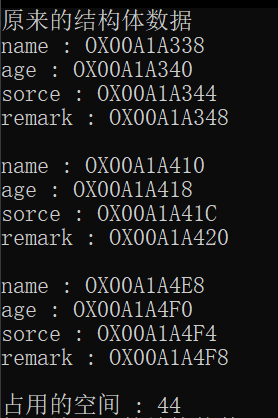 原来的结构体数据
name : 0X00A1A338
age : 0X00A1A340
sorce : 0X00A1A344
remark : 0X00A1A348
name : 0X00A1A410
age : 0X00A1A418
sorce : 0X00A1A41C
remark : 0X00A1A420
name : 0X00A1A4E8
age : 0X00A1A4F0
sorce : 0X00A1A4F4
remark : 0X00A1A4F8
占用的空间 : 44